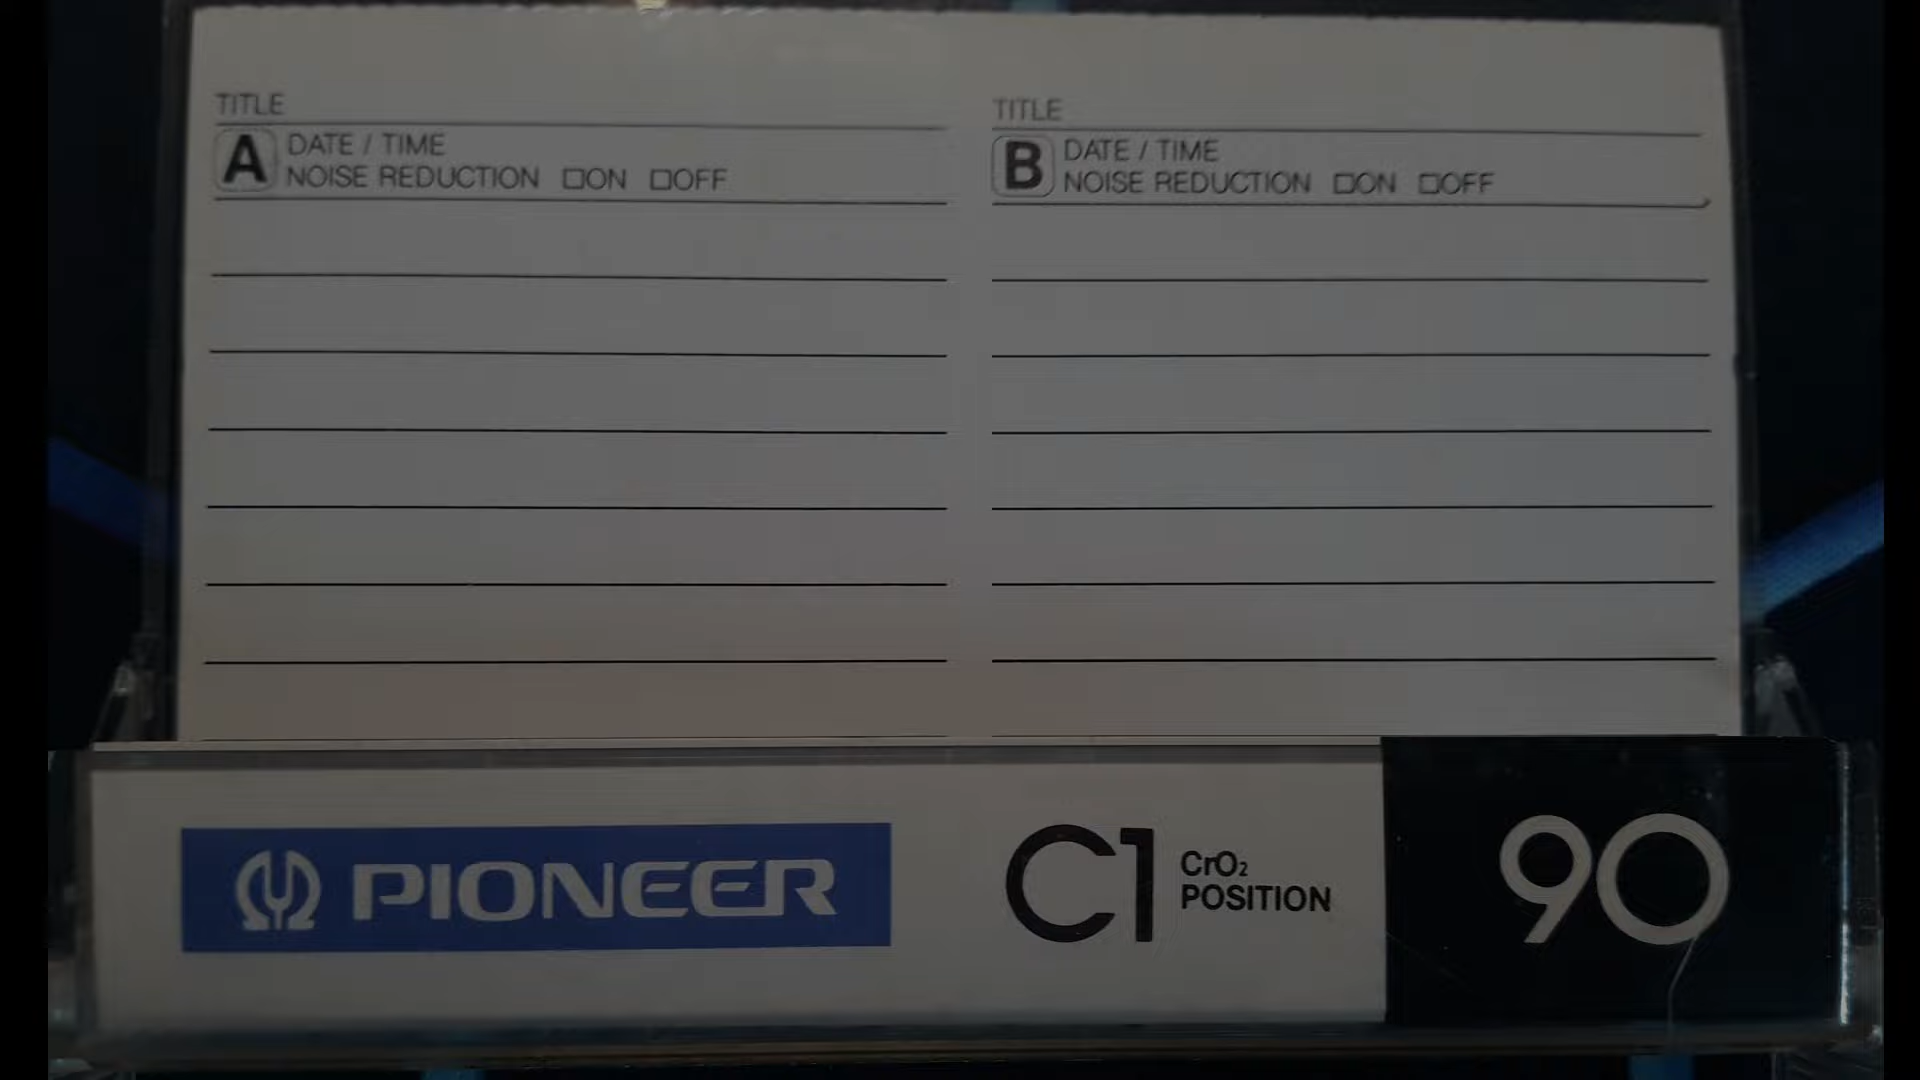 TITLE
A DATE / TIME
NOISE REDUCTION □ON □OFF
TITLE
B DATE / TIME
NOISE REDUCTION □ON □OFF
PIONEER
C1
CrO₂
POSITION
90